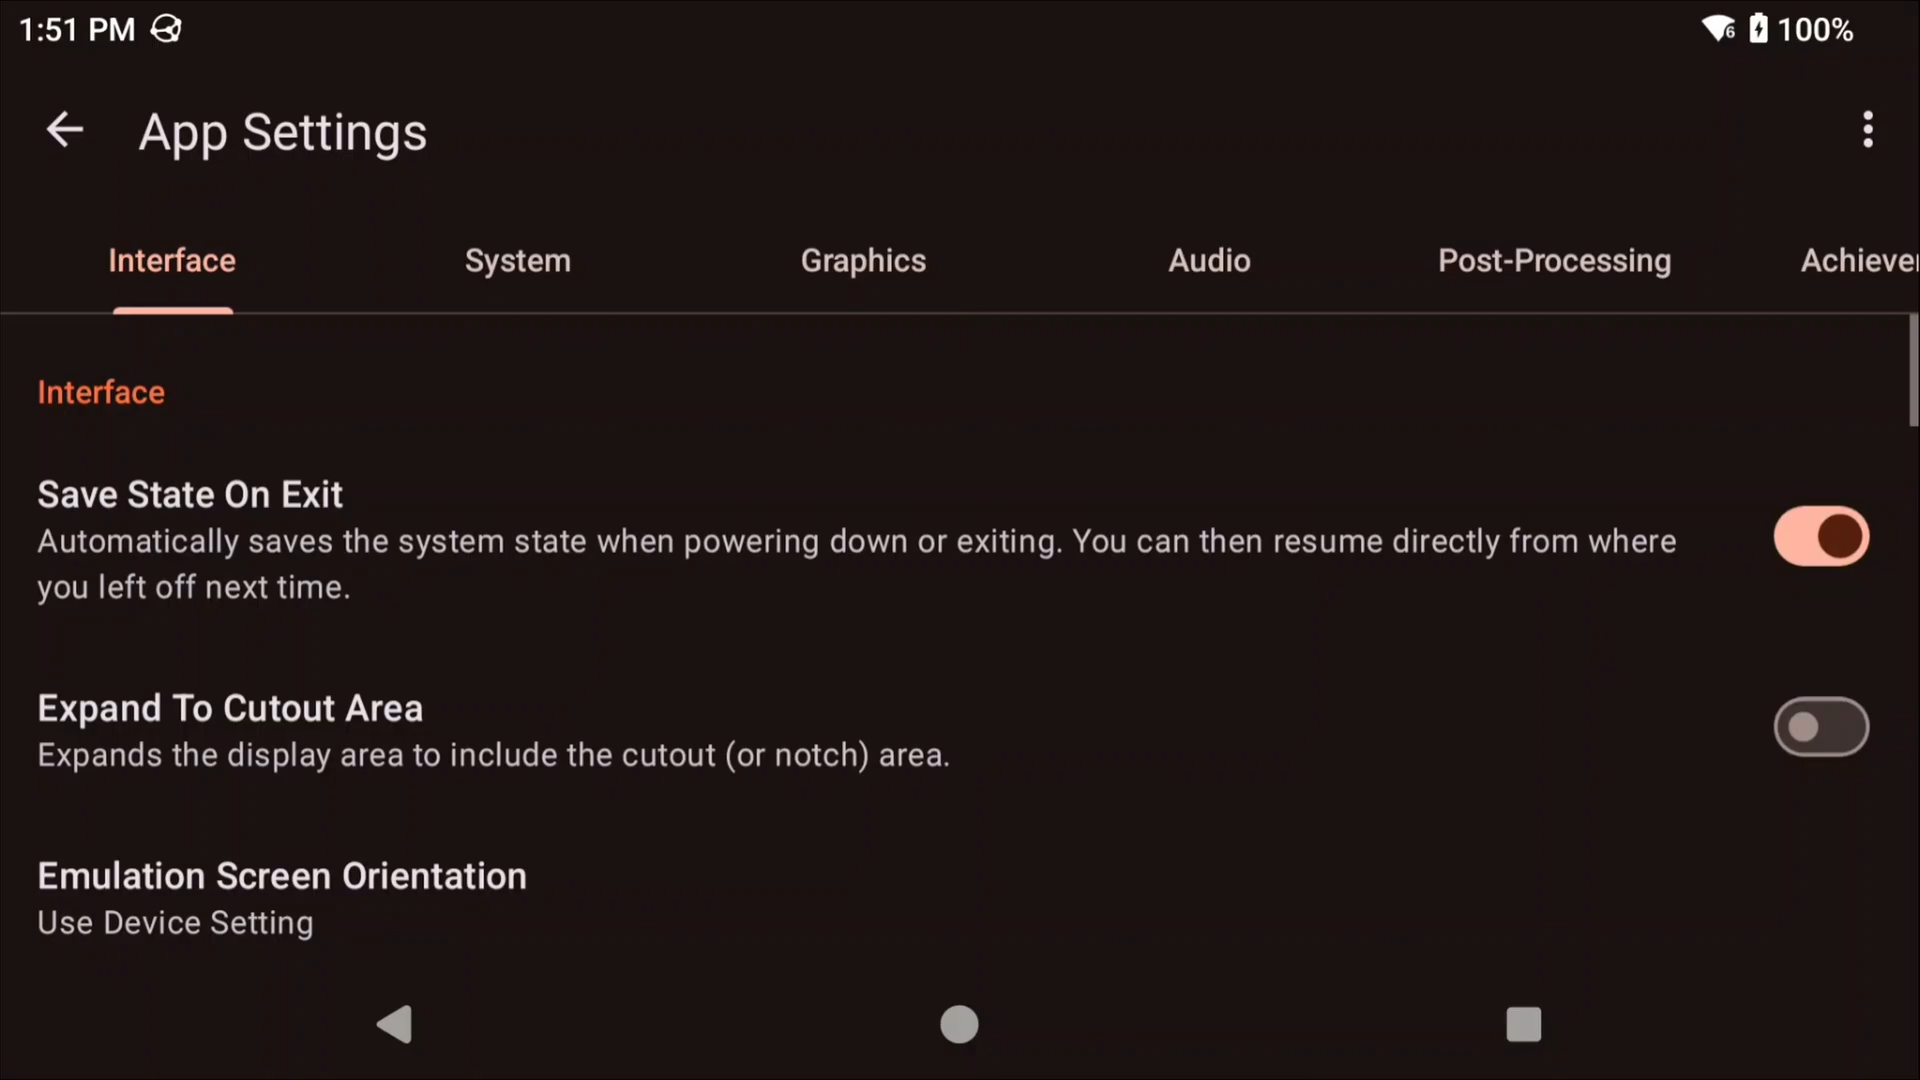 1:51 PM
6 100%
App Settings
Interface System Graphics Audio Post-Processing Achieve
Interface
Save State On Exit
Automatically saves the system state when powering down or exiting. You can then resume directly from where
you left off next time.
Expand To Cutout Area
Expands the display area to include the cutout (or notch) area.
Emulation Screen Orientation
Use Device Setting